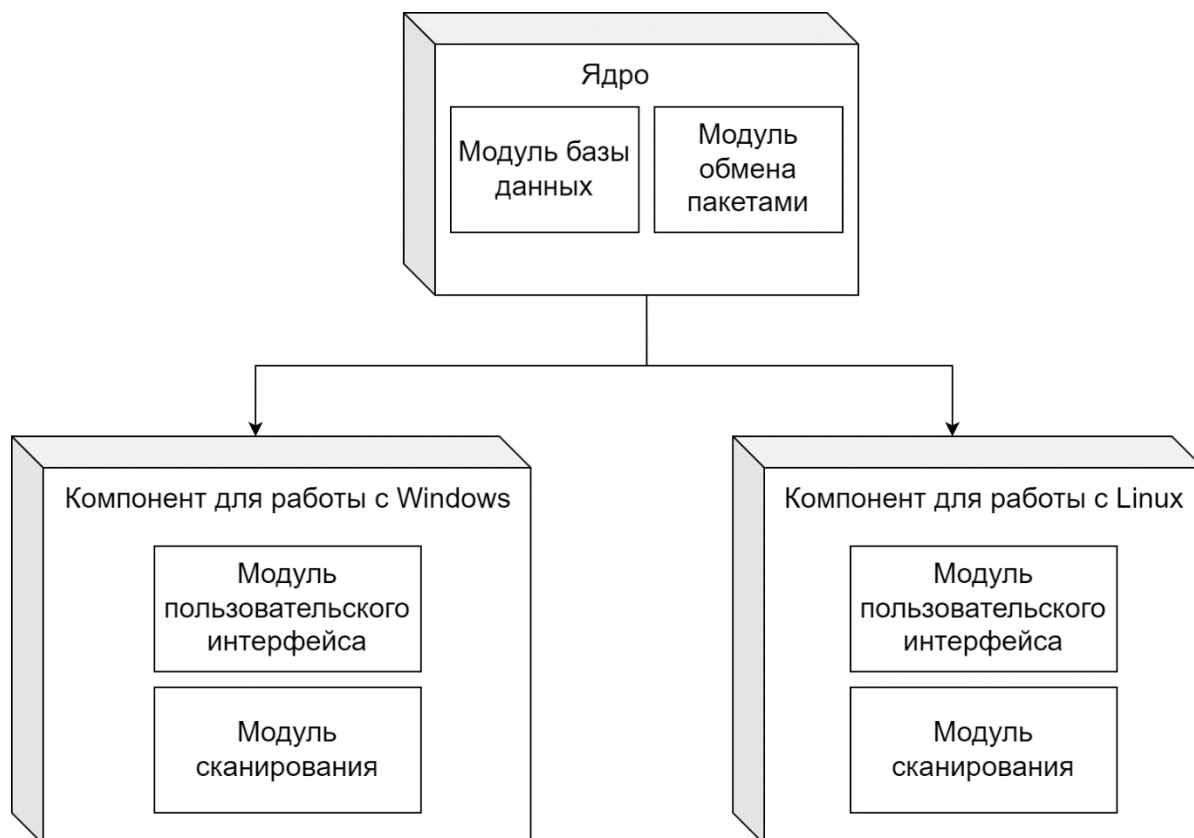 Ядро
Модуль базы
данных
Модуль
обмена
пакетами
Компонент для работы с Windows
Модуль
пользовательского
интерфейса
Модуль
сканирования
Компонент для работы с Linux
Модуль
пользовательского
интерфейса
Модуль
сканирования